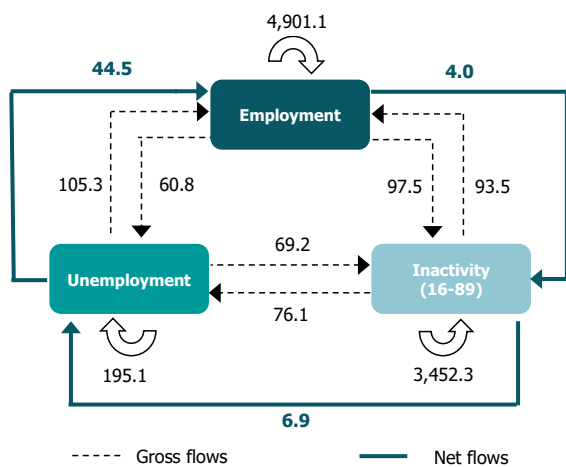 4,901.1
44.5
4.0
Employment
105.3
60.8
97.5
93.5
69.2
Unemployment
Inactivity
(16-89)
76.1
195.1
3,452.3
6.9
Gross flows
Net flows